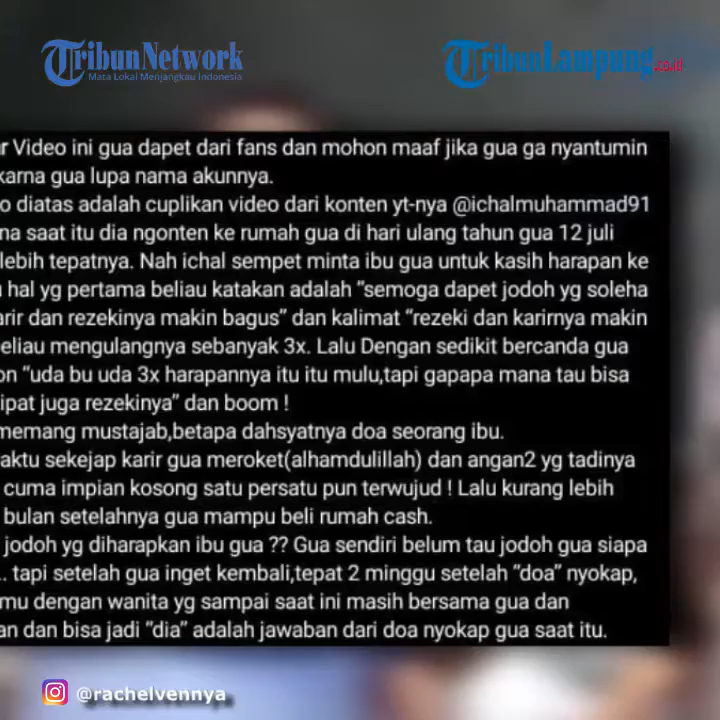 TribunNetwork
Mata Lokal Menjangkau Indonesia
TribunLampung.co.id
r Video ini gua dapet dari fans dan mohon maaf jika gua ga nyantumin
karna gua lupa nama akunnya.
o diatas adalah cuplikan video dari konten yt-nya @ichalmuhammad91
na saat itu dia ngonten ke rumah gua di hari ulang tahun gua 12 juli
lebih tepatnya. Nah ichal sempet minta ibu gua untuk kasih harapan ke
hal yg pertama beliau katakan adalah “semoga dapet jodoh yg soleha
arir dan rezekinya makin bagus” dan kalimat “rezeki dan karirnya makin
eliau mengulangnya sebanyak 3x. Lalu Dengan sedikit bercanda gua
on “uda bu uda 3x harapannya itu itu mulu,tapi gapapa mana tau bisa
ipat juga rezekinya” dan boom !
memang mustajab,betapa dahsyatnya doa seorang ibu.
aktu sekejap karir gua meroket(alhamdulillah) dan angan2 yg tadinya
cuma impian kosong satu persatu pun terwujud ! Lalu kurang lebih
bulan setelahnya gua mampu beli rumah cash.
jodoh yg diharapkan ibu gua ?? Gua sendiri belum tau jodoh gua siapa
.. tapi setelah gua inget kembali,tepat 2 minggu setelah “doa” nyokap,
mu dengan wanita yg sampai saat ini masih bersama gua dan
an dan bisa jadi “dia” adalah jawaban dari doa nyokap gua saat itu.
@rachelvennya